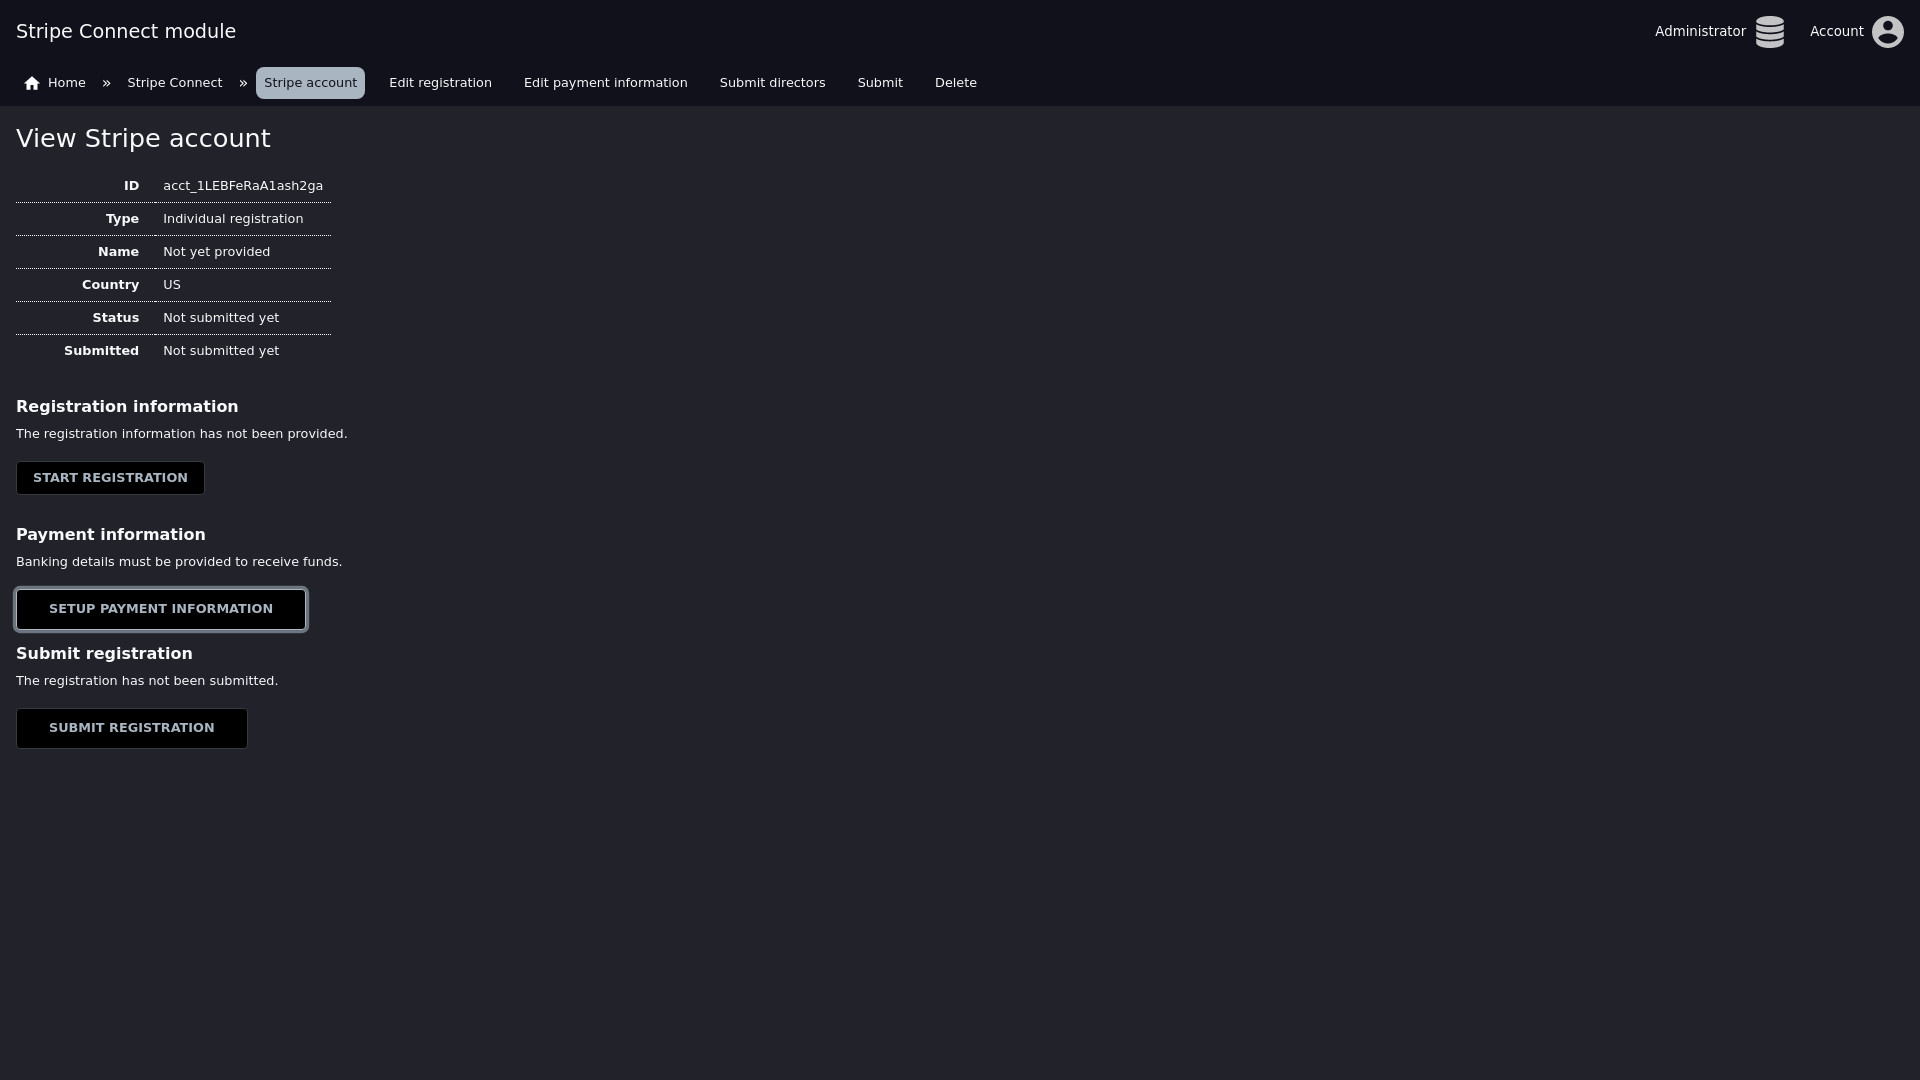 Stripe Connect module
Administrator
Account
Home » Stripe Connect » Stripe account Edit registration Edit payment information Submit directors Submit Delete
View Stripe account
ID acct_1LEBFeRaA1ash2ga
Type Individual registration
Name Not yet provided
Country US
Status Not submitted yet
Submitted Not submitted yet
Registration information
The registration information has not been provided.
START REGISTRATION
Payment information
Banking details must be provided to receive funds.
SETUP PAYMENT INFORMATION
Submit registration
The registration has not been submitted.
SUBMIT REGISTRATION